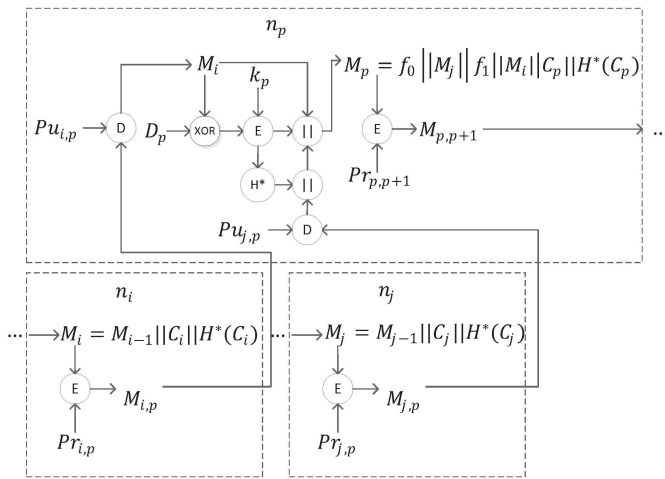 n_p
M_i
k_p
M_p = f_0 | |M_j| | f_1 | |M_i| |C_p| |H*(C_p)
Pu_{i,p}
D
D_p
XOR
E
||
E
M_{p,p+1}
...
H*
||
Pr_{p,p+1}
Pu_{j,p}
D
n_i
n_j
... M_i = M_{i-1}||C_i||H*(C_i)
... M_j = M_{j-1}||C_j||H*(C_j)
E
M_{i,p}
E
M_{j,p}
Pr_{i,p}
Pr_{j,p}